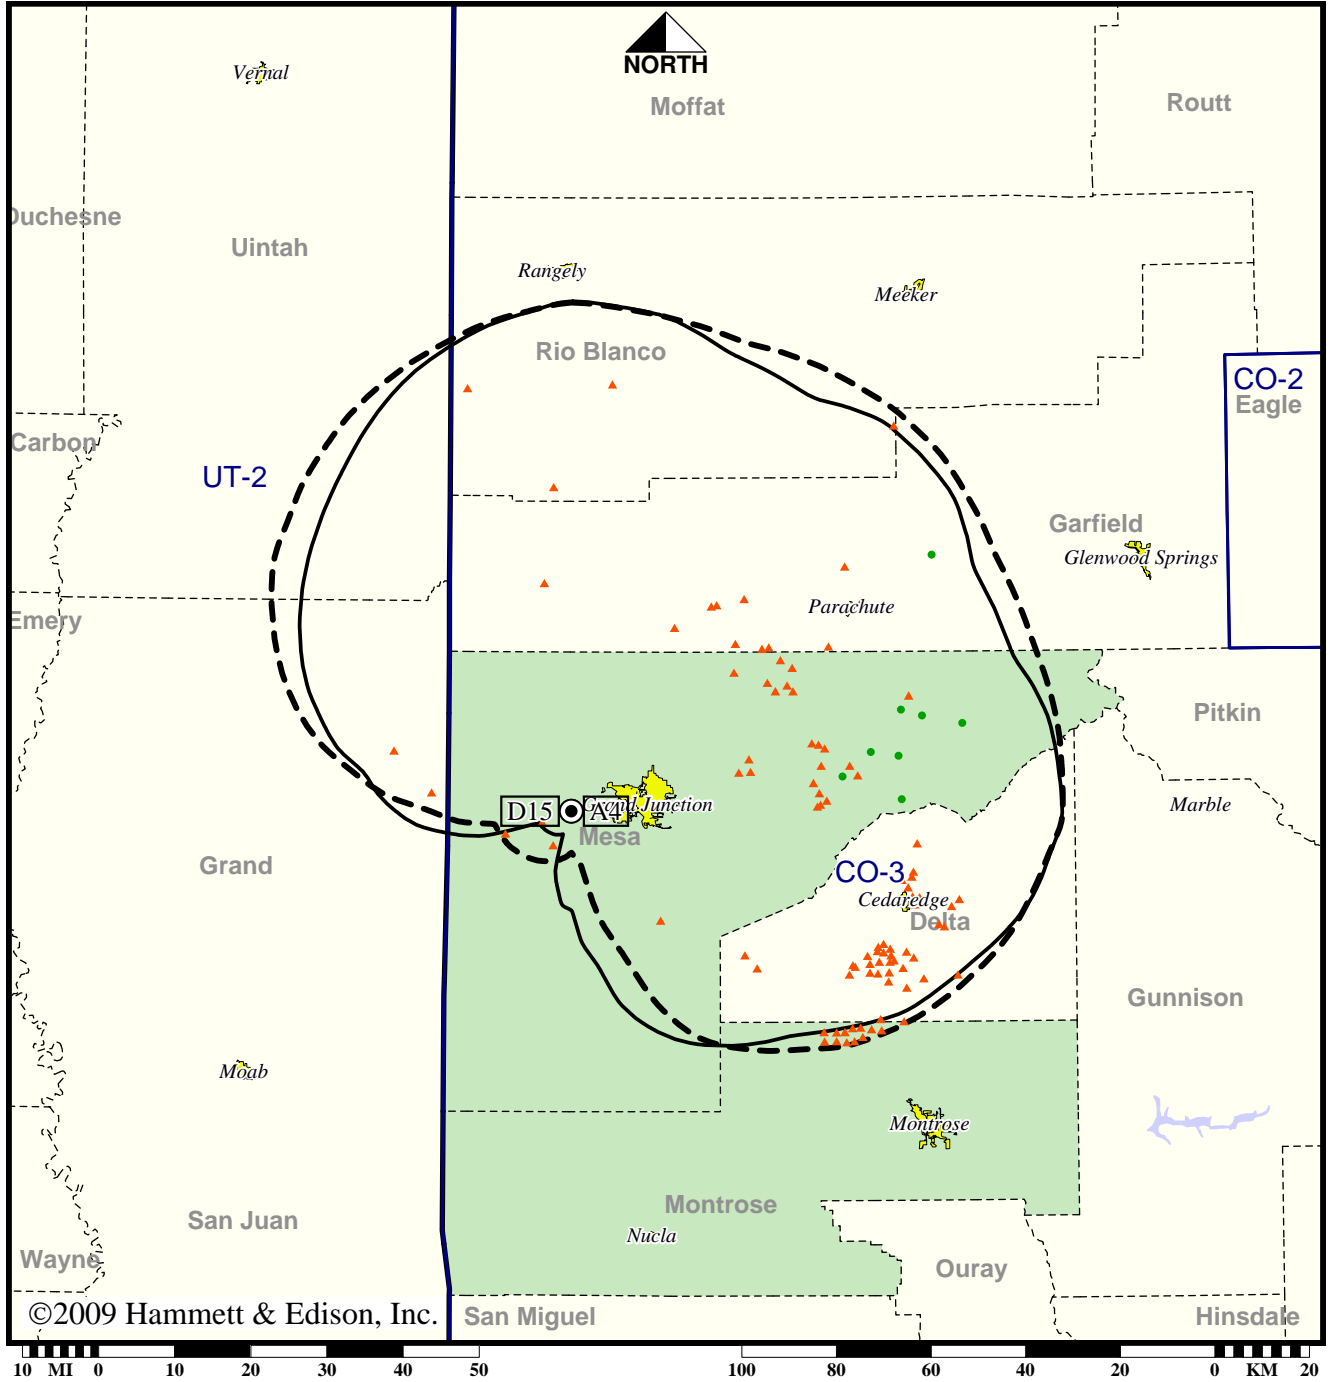 NORTH
Vernal
Moffat
Routt
Duchesne
Uintah
Rangely
Meeker
Rio Blanco
CO-2
Eagle
Carbon
UT-2
Garfield
Glenwood Springs
Parachute
Emery
Pitkin
Marble
D15
A4
Grand Junction
Mesa
Grand
CO-3
Cedaredge
Delta
Gunnison
Moab
Montrose
Montrose
San Juan
Nucla
Wayne
Ouray
©2009 Hammett & Edison, Inc.
San Miguel
Hinsdale
10 MI 0 10 20 30 40 50 100 80 60 40 20 0 KM 20